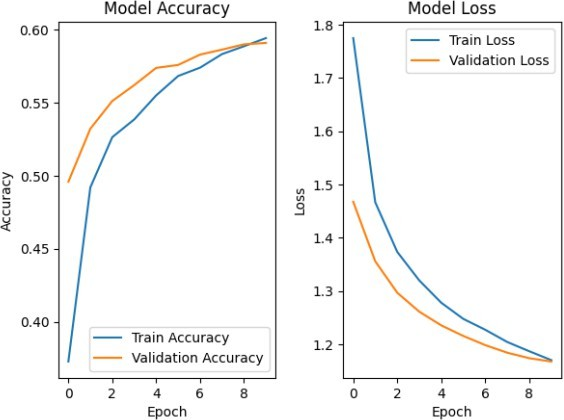 Model Accuracy
0.60
0.55
0.50
0.45
0.40
Accuracy
Train Accuracy
Validation Accuracy
0 2 4 6 8
Epoch
Model Loss
1.8
1.7
1.6
1.5
1.4
1.3
1.2
Loss
Train Loss
Validation Loss
0 2 4 6 8
Epoch